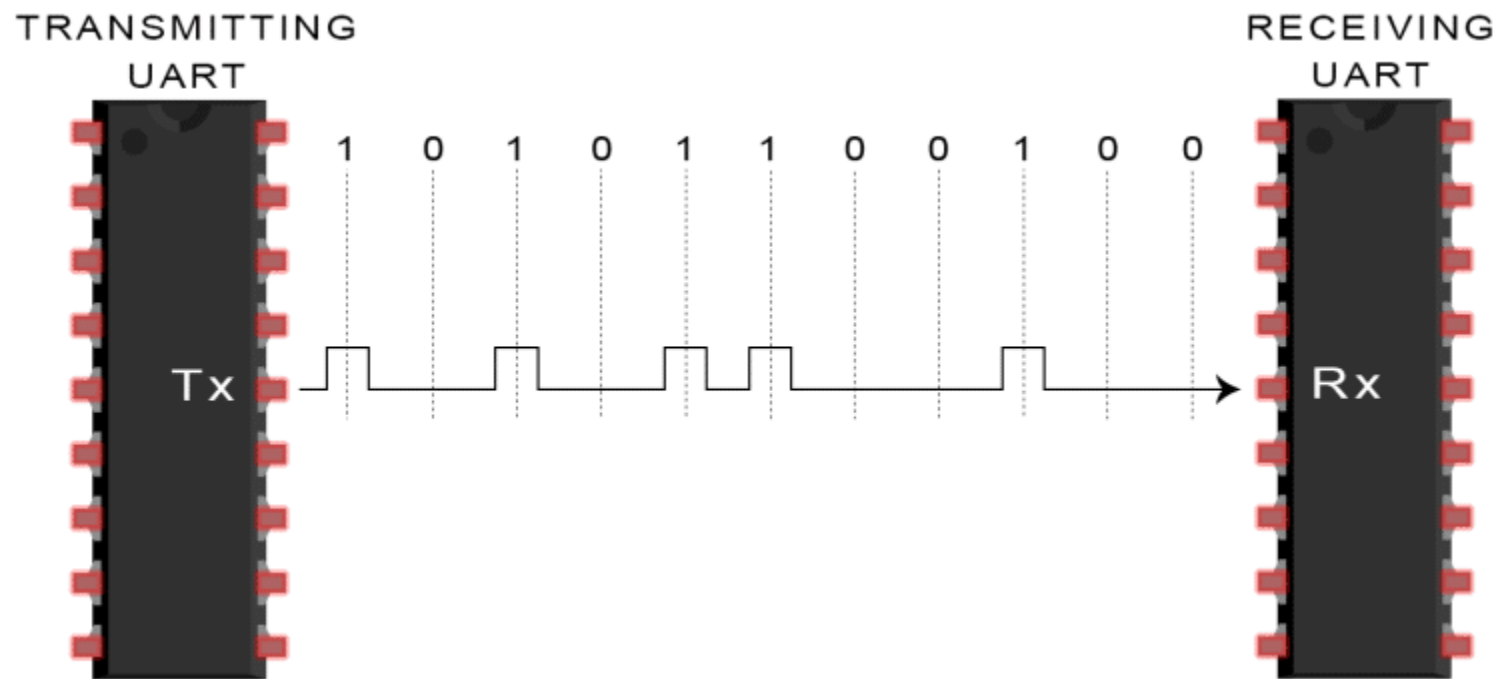 TRANSMITTING
UART
RECEIVING
UART
1 0 1 0 1 1 0 0 1 0 0
Tx
Rx